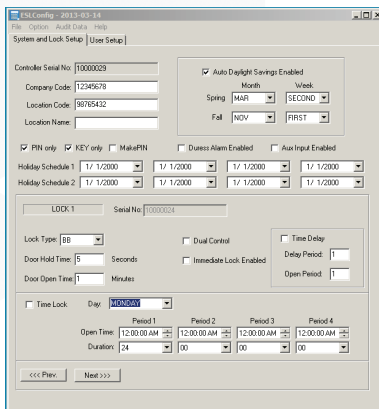 ESLConfig - 2013-03-14
File Option Audit Data Help
System and Lock Setup User Setup
Controller Serial No: 10000029
Company Code: 12345678
Location Code: 98765432
Location Name:
Auto Daylight Savings Enabled
Month Week
Spring MAR SECOND
Fall NOV FIRST
PIN only KEY only MakePIN Duress Alarm Enabled Aux Input Enabled
Holiday Schedule 1 1/ 1/2000 1/ 1/2000 1/ 1/2000 1/ 1/2000
Holiday Schedule 2 1/ 1/2000 1/ 1/2000 1/ 1/2000 1/ 1/2000
LOCK 1 Serial No: 10000024
Lock Type: BB
Door Hold Time: 5 Seconds
Door Open Time: 1 Minutes
Dual Control
Immediate Lock Enabled
Time Delay
Delay Period: 1
Open Period: 1
Time Lock Day: MONDAY
Period 1 Period 2 Period 3 Period 4
Open Time: 12:00:00 AM 12:00:00 AM 12:00:00 AM 12:00:00 AM
Duration: 24 00 00 00
<<< Prev. Next >>>